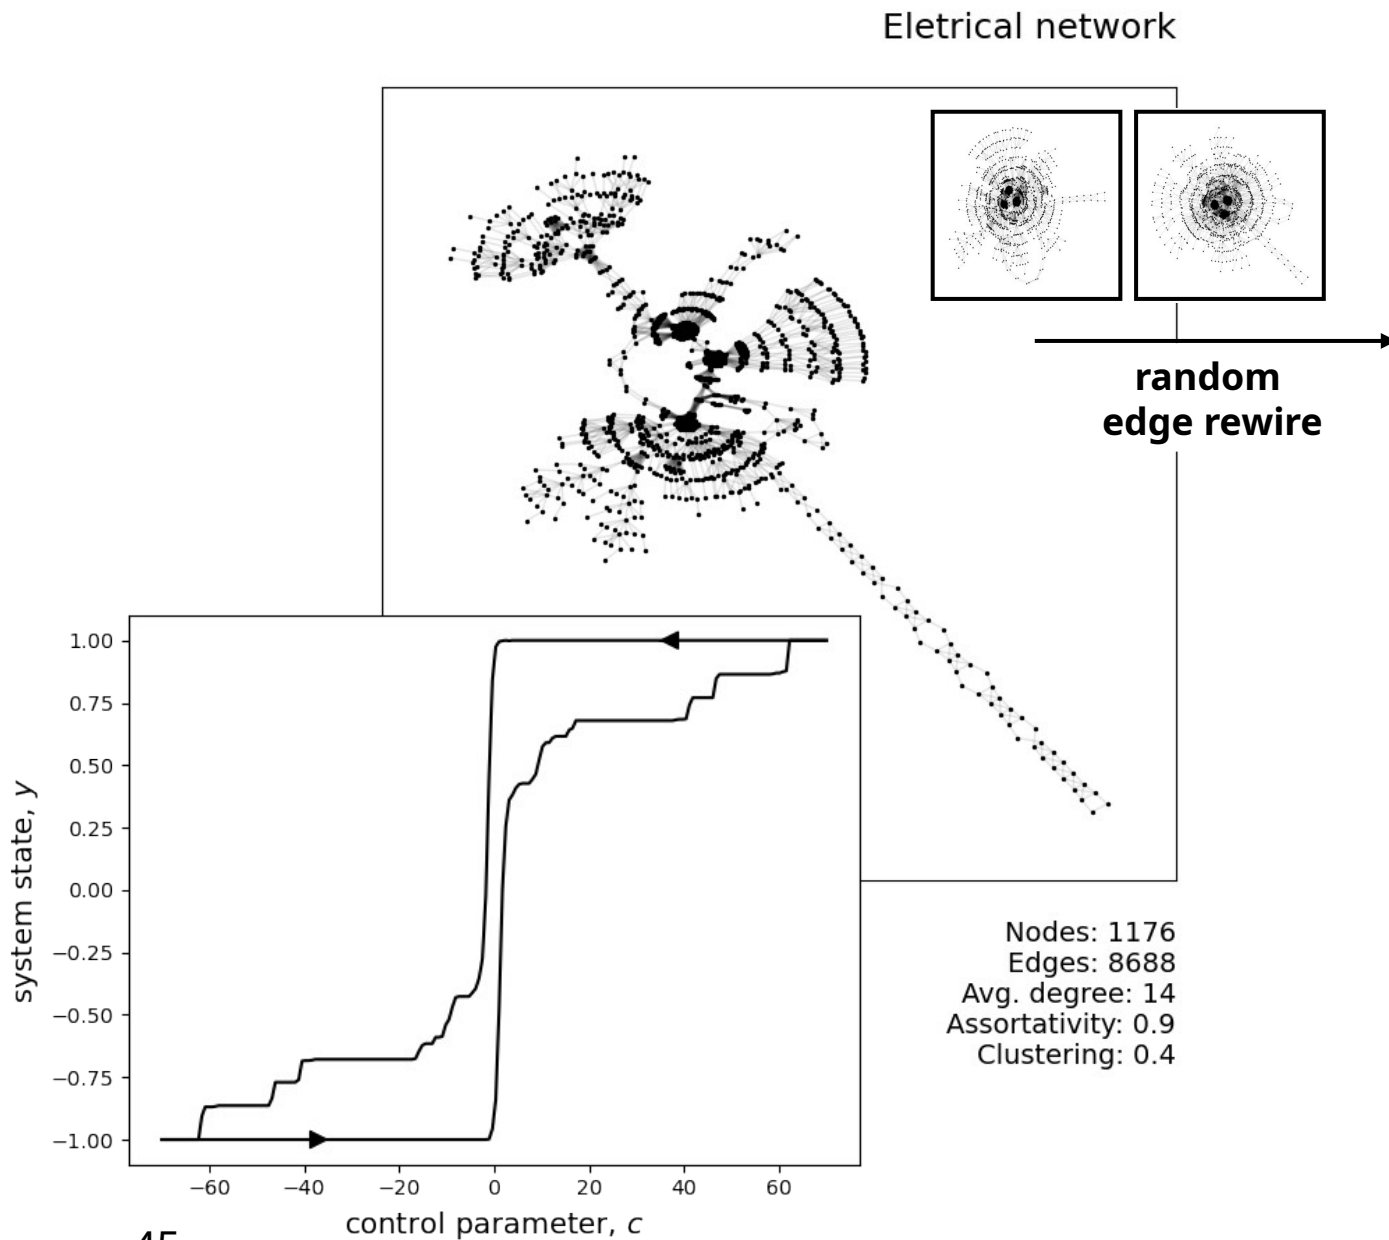 Eletrical network
random
edge rewire
1.00
0.75
0.50
0.25
0.00
−0.25
−0.50
−0.75
−1.00
system state, y
−60 −40 −20 0 20 40 60
control parameter, c
Nodes: 1176
Edges: 8688
Avg. degree: 14
Assortativity: 0.9
Clustering: 0.4